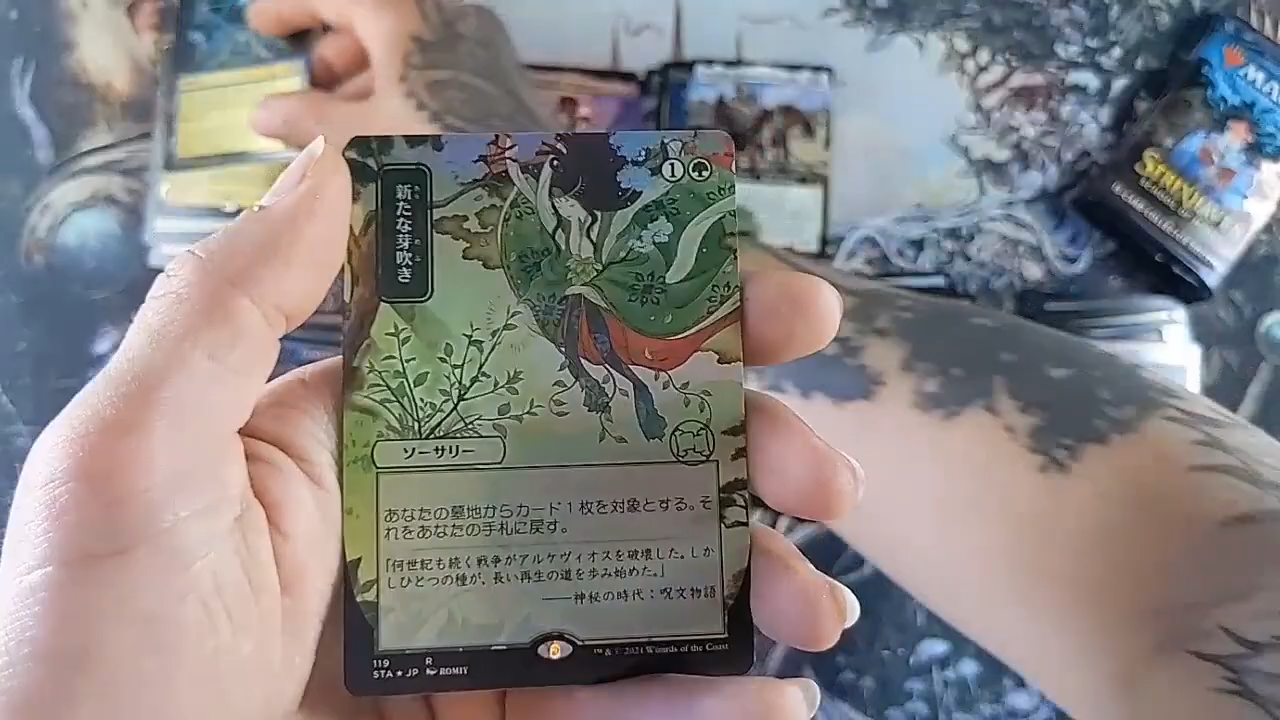 1
新たな芽吹き
ソーサリー
あなたの墓地からカード1枚を対象とする。そ
れをあなたの手札に戻す。
「何世紀も続く戦争がアルケヴィオスを破壊した。しか
しひとつの種が、長い再生の道を歩み始めた。」
――神秘の時代:呪文物語
119 R
STA★JP ROMIY
™ & © 2021 Wizards of the Coast